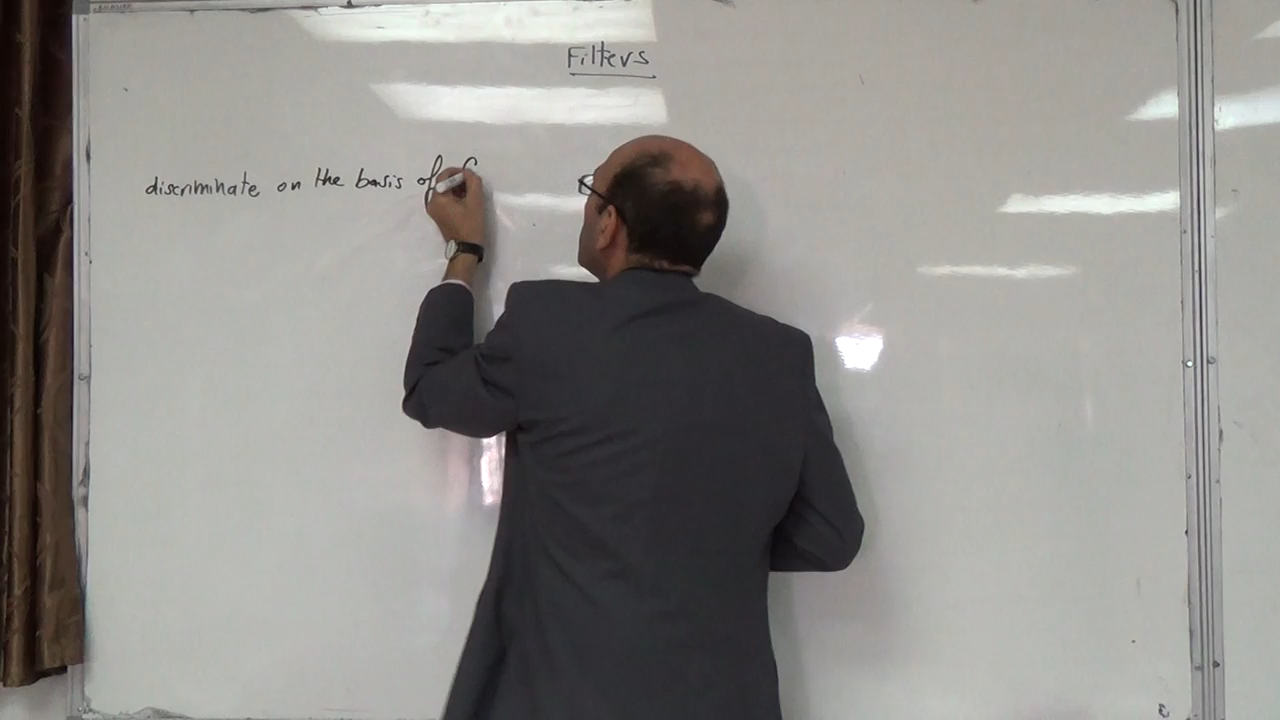 Filters
discriminate on the basis of